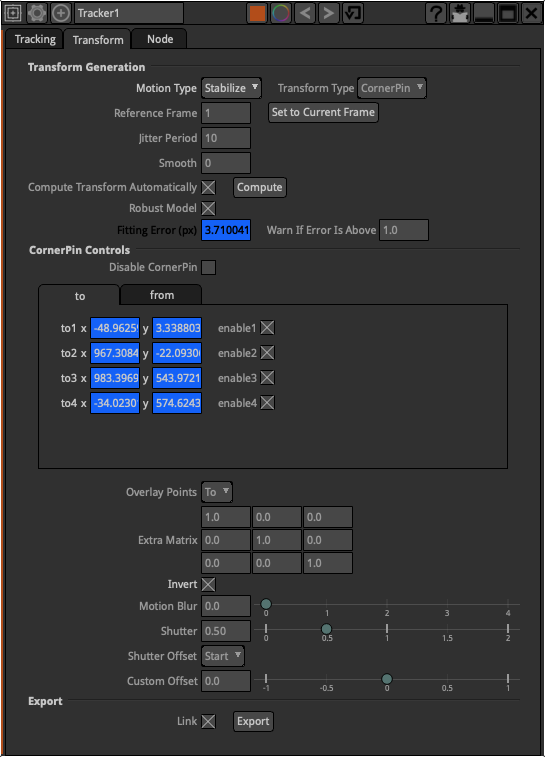 Tracker1
?
Tracking Transform Node
Transform Generation
Motion Type Stabilize Transform Type CornerPin
Reference Frame 1 Set to Current Frame
Jitter Period 10
Smooth 0
Compute Transform Automatically Compute
Robust Model
Fitting Error (px) 3.710041 Warn If Error Is Above 1.0
CornerPin Controls
Disable CornerPin
to from
to1 x -48.9625 y 3.338803 enable1
to2 x 967.3084 y -22.0930 enable2
to3 x 983.3969 y 543.9721 enable3
to4 x -34.0230 y 574.6243 enable4
Overlay Points To
1.0 0.0 0.0
Extra Matrix 0.0 1.0 0.0
0.0 0.0 1.0
Invert
Motion Blur 0.0 0 1 2 3 4
Shutter 0.50 0 0.5 1 1.5 2
Shutter Offset Start
Custom Offset 0.0 -1 -0.5 0 0.5 1
Export
Link Export